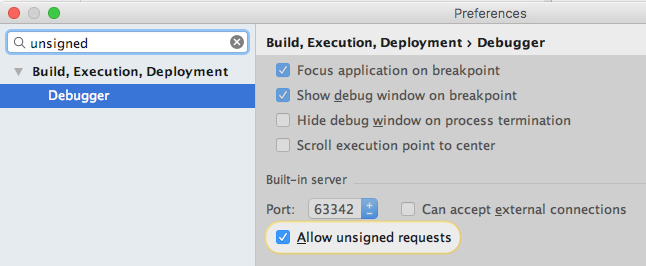 Preferences
unsigned
Build, Execution, Deployment
Debugger
Build, Execution, Deployment › Debugger
Focus application on breakpoint
Show debug window on breakpoint
Hide debug window on process termination
Scroll execution point to center
Built-in server
Port: 63342 Can accept external connections
Allow unsigned requests